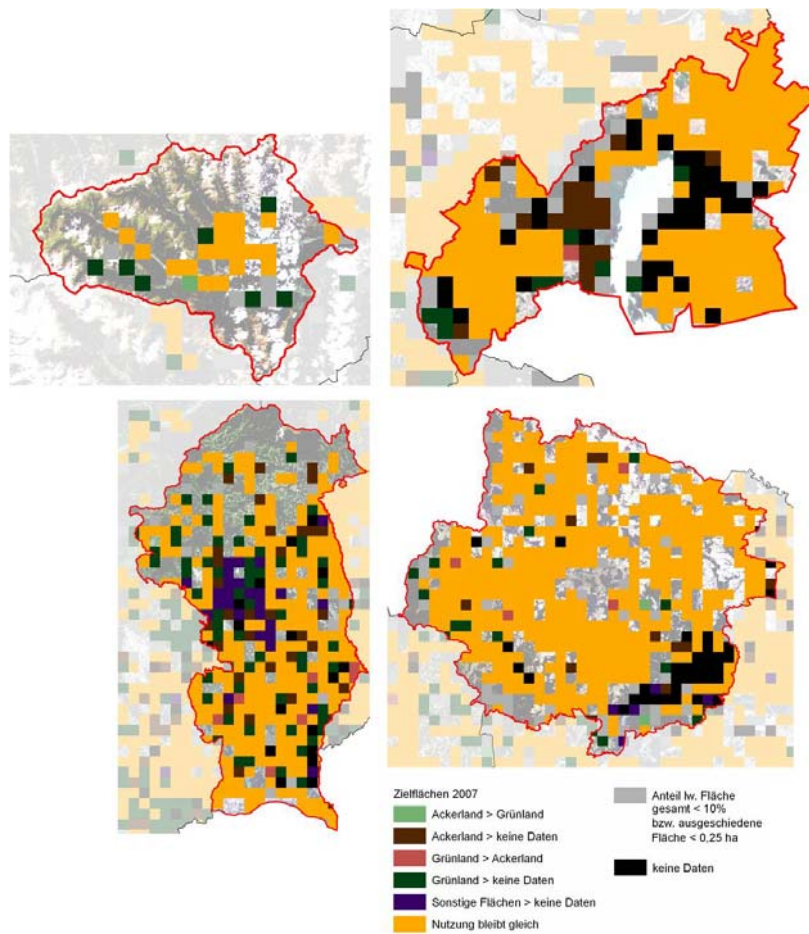 Zielflächen 2007
Ackerland > Grünland
Ackerland > keine Daten
Grünland > Ackerland
Grünland > keine Daten
Sonstige Flächen > keine Daten
Nutzung bleibt gleich
Anteil lw. Fläche
gesamt < 10%
bzw. ausgeschiedene
Fläche < 0,25 ha
keine Daten